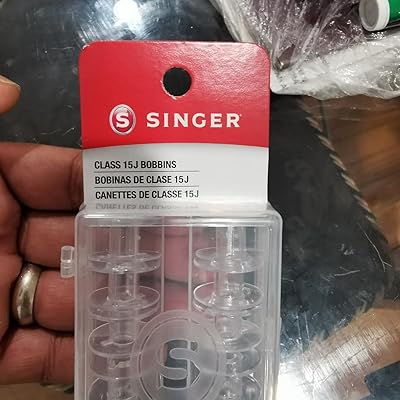 S SINGER®
CLASS 15J BOBBINS
BOBINAS DE CLASE 15J
CANETTES DE CLASSE 15J
S